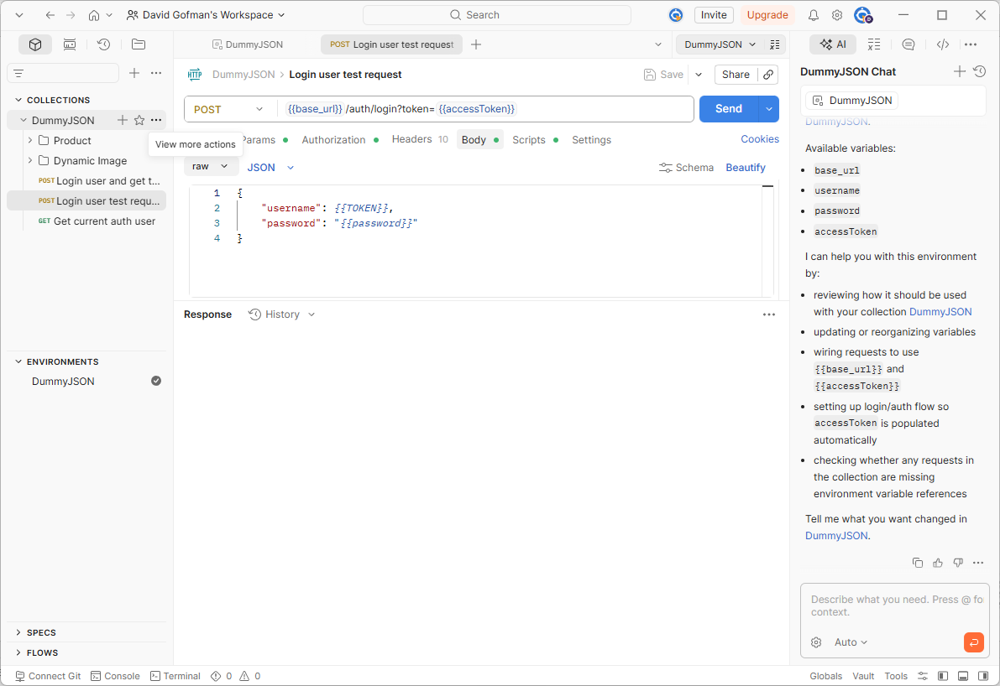 David Gofman's Workspace
Search
Invite
Upgrade
DummyJSON
POST Login user test request
DummyJSON
AI
DummyJSON > Login user test request
Save
Share
DummyJSON Chat
COLLECTIONS
DummyJSON
Product
Dynamic Image
POST Login user and get t...
POST Login user test requ...
GET Get current auth user
View more actions
POST
{{base_url}} /auth/login?token= {{accessToken}}
Send
Params
Authorization
Headers 10
Body
Scripts
Settings
Cookies
raw
JSON
Schema
Beautify
1 {
2 "username": {{TOKEN}},
3 "password": "{{password}}"
4 }
Response
History
ENVIRONMENTS
DummyJSON
SPECS
FLOWS
DummyJSON
DummyJSON.
Available variables:
• base_url
• username
• password
• accessToken
I can help you with this environment
by:
• reviewing how it should be used
with your collection DummyJSON
• updating or reorganizing variables
• wiring requests to use
{{base_url}} and
{{accessToken}}
• setting up login/auth flow so
accessToken is populated
automatically
• checking whether any requests in
the collection are missing
environment variable references
Tell me what you want changed in
DummyJSON.
Describe what you need. Press @ fo
context.
Auto
Connect Git
Console
Terminal
0
0
Globals
Vault
Tools